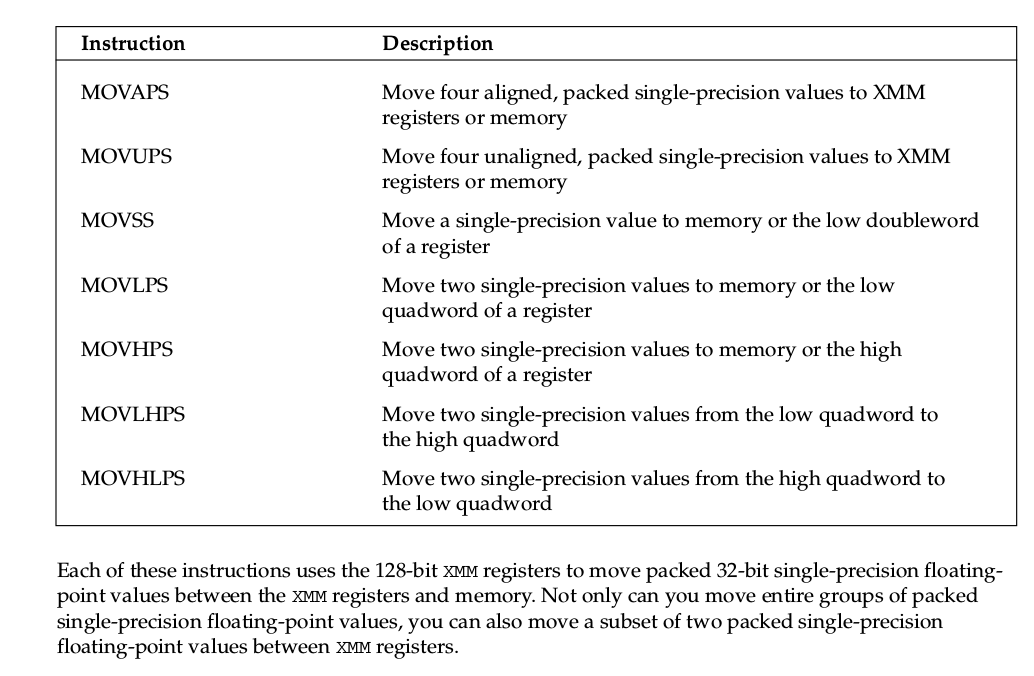 Instruction Description
MOVAPS Move four aligned, packed single-precision values to XMM
registers or memory
MOVUPS Move four unaligned, packed single-precision values to XMM
registers or memory
MOVSS Move a single-precision value to memory or the low doubleword
of a register
MOVLPS Move two single-precision values to memory or the low
quadword of a register
MOVHPS Move two single-precision values to memory or the high
quadword of a register
MOVLHPS Move two single-precision values from the low quadword to
the high quadword
MOVHLPS Move two single-precision values from the high quadword to
the low quadword
Each of these instructions uses the 128-bit XMM registers to move packed 32-bit single-precision floating-
point values between the XMM registers and memory. Not only can you move entire groups of packed
single-precision floating-point values, you can also move a subset of two packed single-precision
floating-point values between XMM registers.